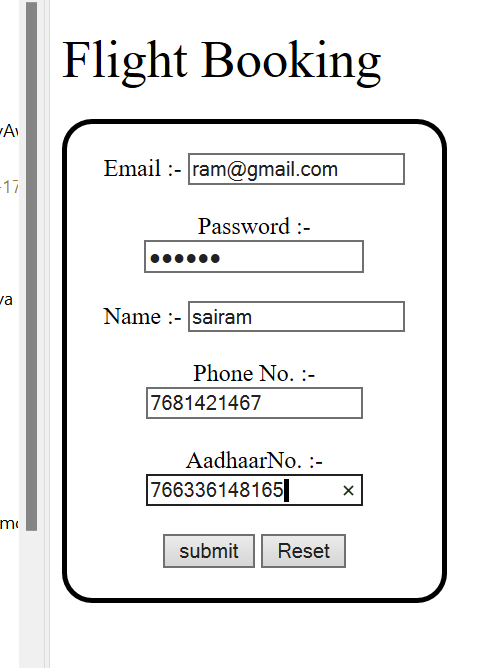 Flight Booking
Email :- ram@gmail.com
Password :-
••••••
Name :- sairam
Phone No. :-
7681421467
AadhaarNo. :-
766336148165 ×
submit Reset